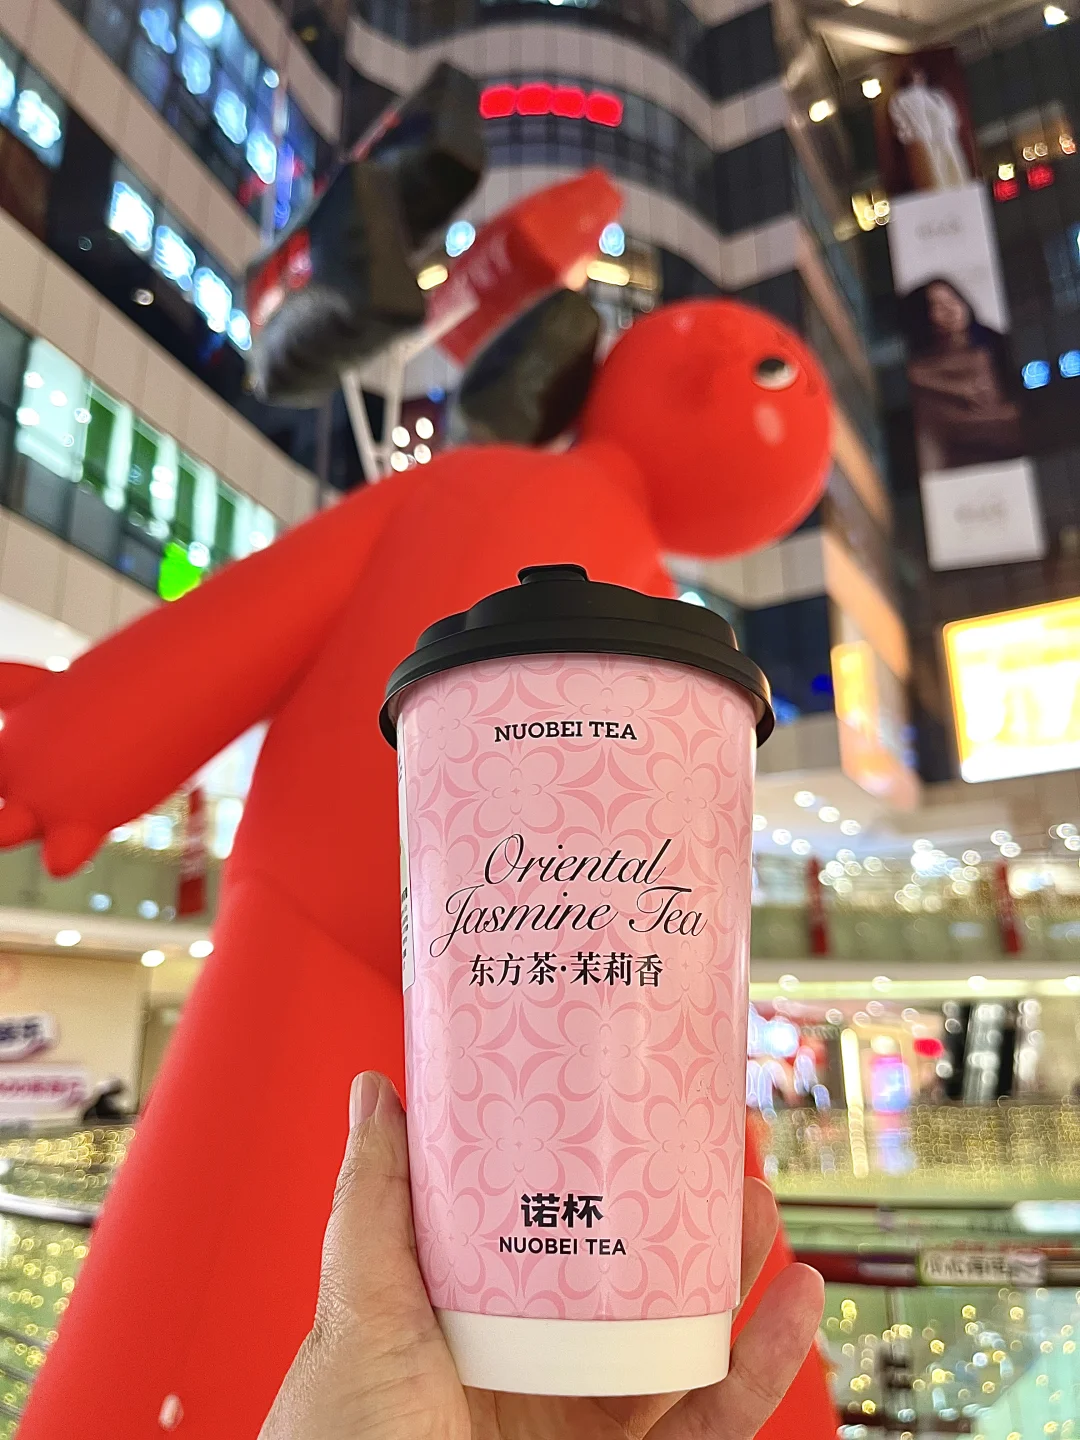 NUOBEI TEA
Oriental
Jasmine Tea
东方茶·茉莉香
诺杯
NUOBEI TEA